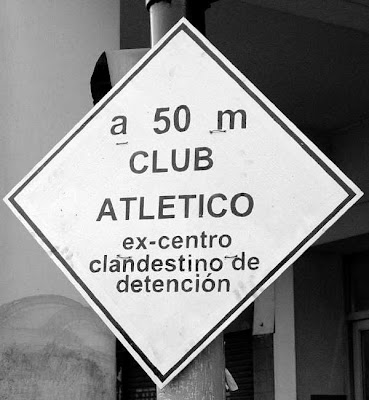 a 50 m
CLUB
ATLETICO
ex-centro
clandestino de
detención